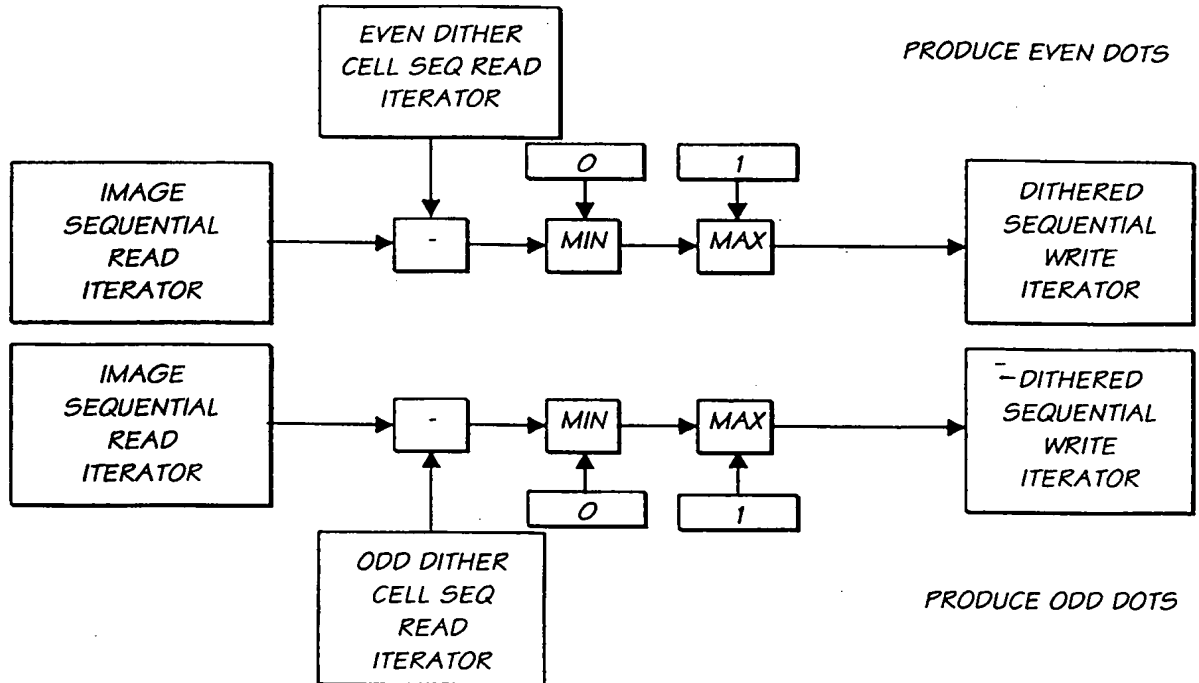 EVEN DITHER
CELL SEQ READ
ITERATOR
PRODUCE EVEN DOTS
IMAGE
SEQUENTIAL
READ
ITERATOR
0
1
-
MIN
MAX
DITHERED
SEQUENTIAL
WRITE
ITERATOR
IMAGE
SEQUENTIAL
READ
ITERATOR
-
MIN
MAX
DITHERED
SEQUENTIAL
WRITE
ITERATOR
0
1
ODD DITHER
CELL SEQ
READ
ITERATOR
PRODUCE ODD DOTS